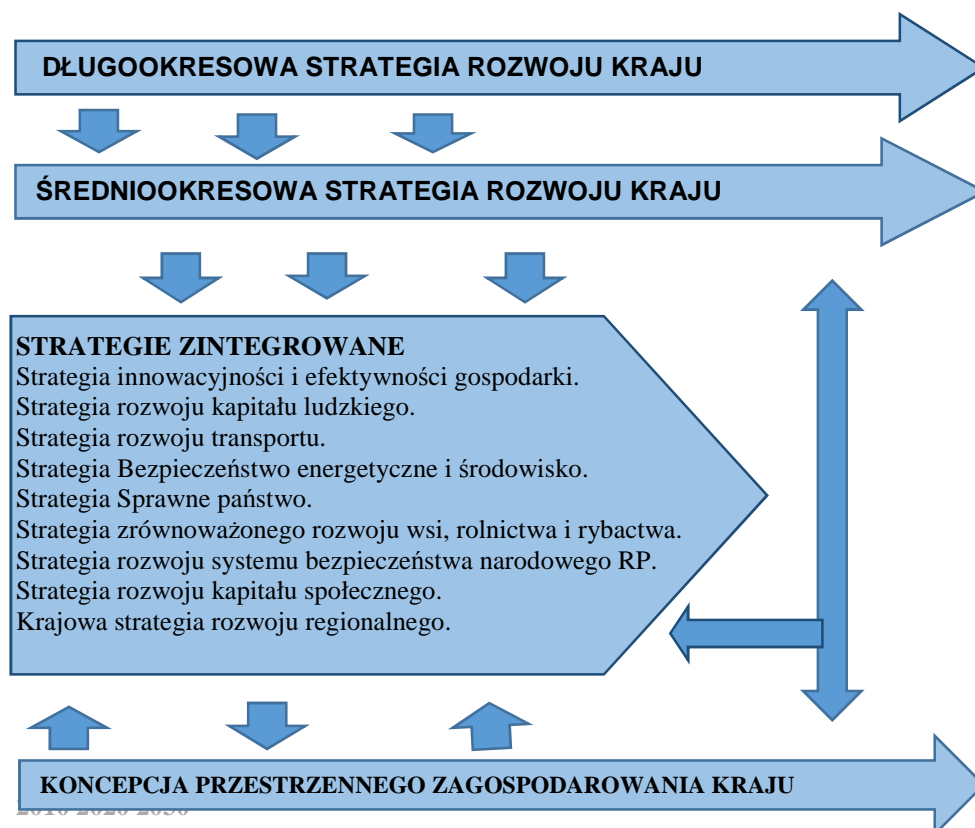 DŁUGOOKRESOWA STRATEGIA ROZWOJU KRAJU
ŚREDNIOOKRESOWA STRATEGIA ROZWOJU KRAJU
STRATEGIE ZINTEGROWANE
Strategia innowacyjności i efektywności gospodarki.
Strategia rozwoju kapitału ludzkiego.
Strategia rozwoju transportu.
Strategia Bezpieczeństwo energetyczne i środowisko.
Strategia Sprawne państwo.
Strategia zrównoważonego rozwoju wsi, rolnictwa i rybactwa.
Strategia rozwoju systemu bezpieczeństwa narodowego RP.
Strategia rozwoju kapitału społecznego.
Krajowa strategia rozwoju regionalnego.
KONCEPCJA PRZESTRZENNEGO ZAGOSPODAROWANIA KRAJU